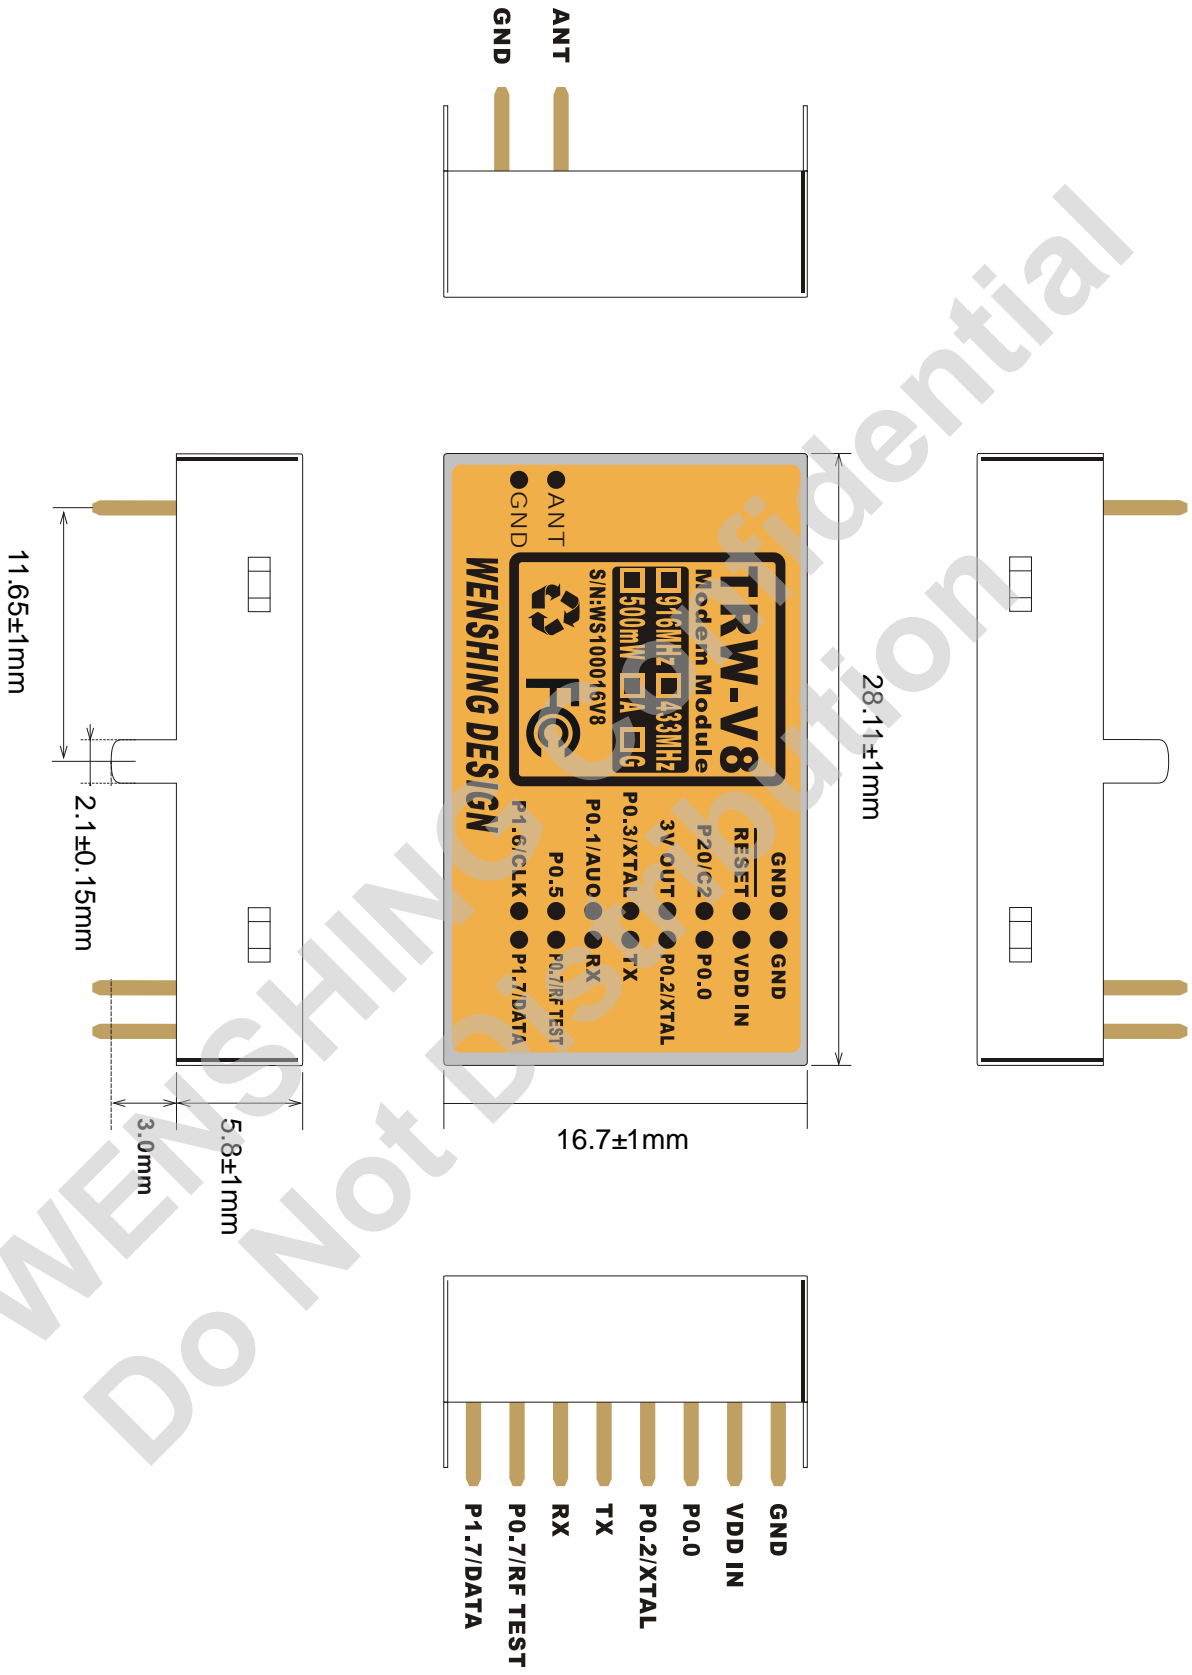 GND
ANT
TRW-V8
Modem Module
916MHz 433MHz
500mW A G
S/N:WS100016V8
FC
WENSHING DESIGN
ANT
GND
GND GND
RESET VDD IN
P20/C2 P0.0
3V OUT P0.2/XTAL
P0.3/XTAL TX
P0.1/AUO RX
P0.5 P0.7/RF TEST
P1.6/CLK P1.7/DATA
28.11±1mm
16.7±1mm
11.65±1mm
2.1±0.15mm
5.8±1mm
3.0mm
GND
VDD IN
P0.0
P0.2/XTAL
TX
RX
P0.7/RF TEST
P1.7/DATA
WENSHING Confidential
Do Not Distribution